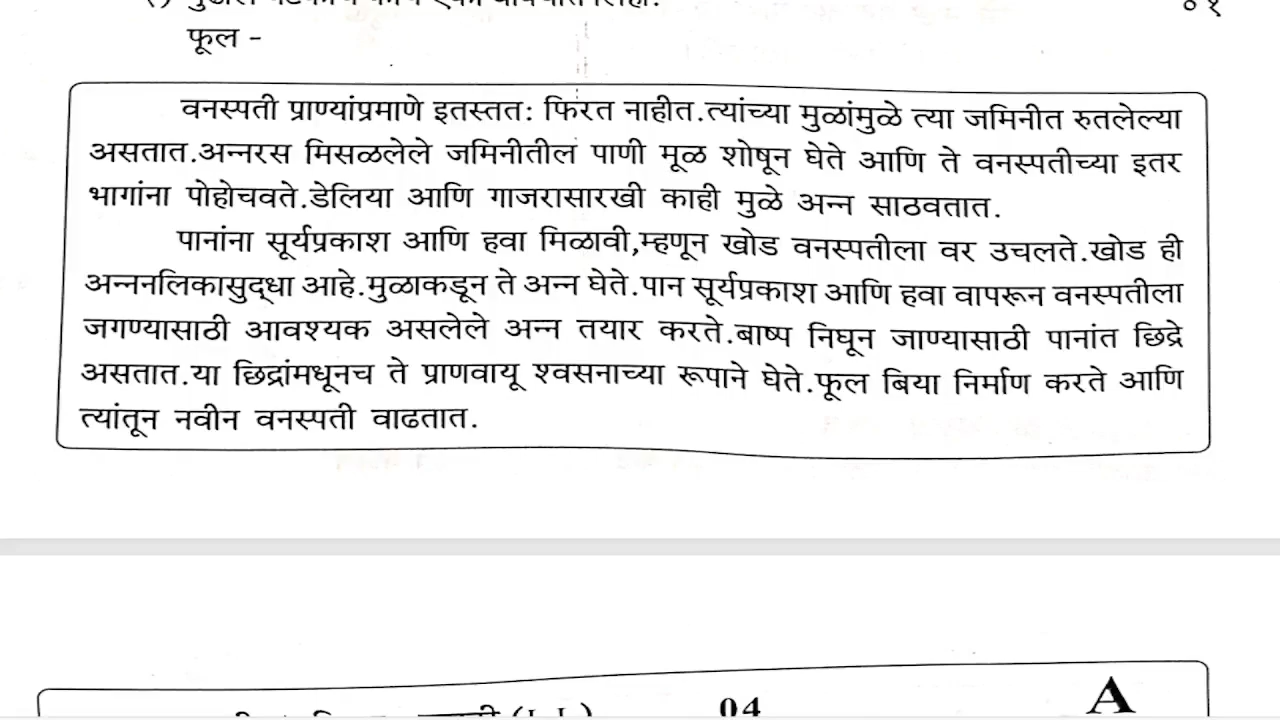 फूल -
०१
वनस्पती प्राण्यांप्रमाणे इतस्ततः फिरत नाहीत.त्यांच्या मुळांमुळे त्या जमिनीत रुतलेल्या
असतात.अन्नरस मिसळलेले जमिनीतील पाणी मूळ शोषून घेते आणि ते वनस्पतीच्या इतर
भागांना पोहोचवते.डेलिया आणि गाजरासारखी काही मुळे अन्न साठवतात.
पानांना सूर्यप्रकाश आणि हवा मिळावी,म्हणून खोड वनस्पतीला वर उचलते.खोड ही
अन्ननलिकासुद्धा आहे.मुळाकडून ते अन्न घेते.पान सूर्यप्रकाश आणि हवा वापरून वनस्पतीला
जगण्यासाठी आवश्यक असलेले अन्न तयार करते.बाष्प निघून जाण्यासाठी पानांत छिद्रे
असतात.या छिद्रांमधूनच ते प्राणवायू श्वसनाच्या रूपाने घेते.फूल बिया निर्माण करते आणि
त्यांतून नवीन वनस्पती वाढतात.
04
A